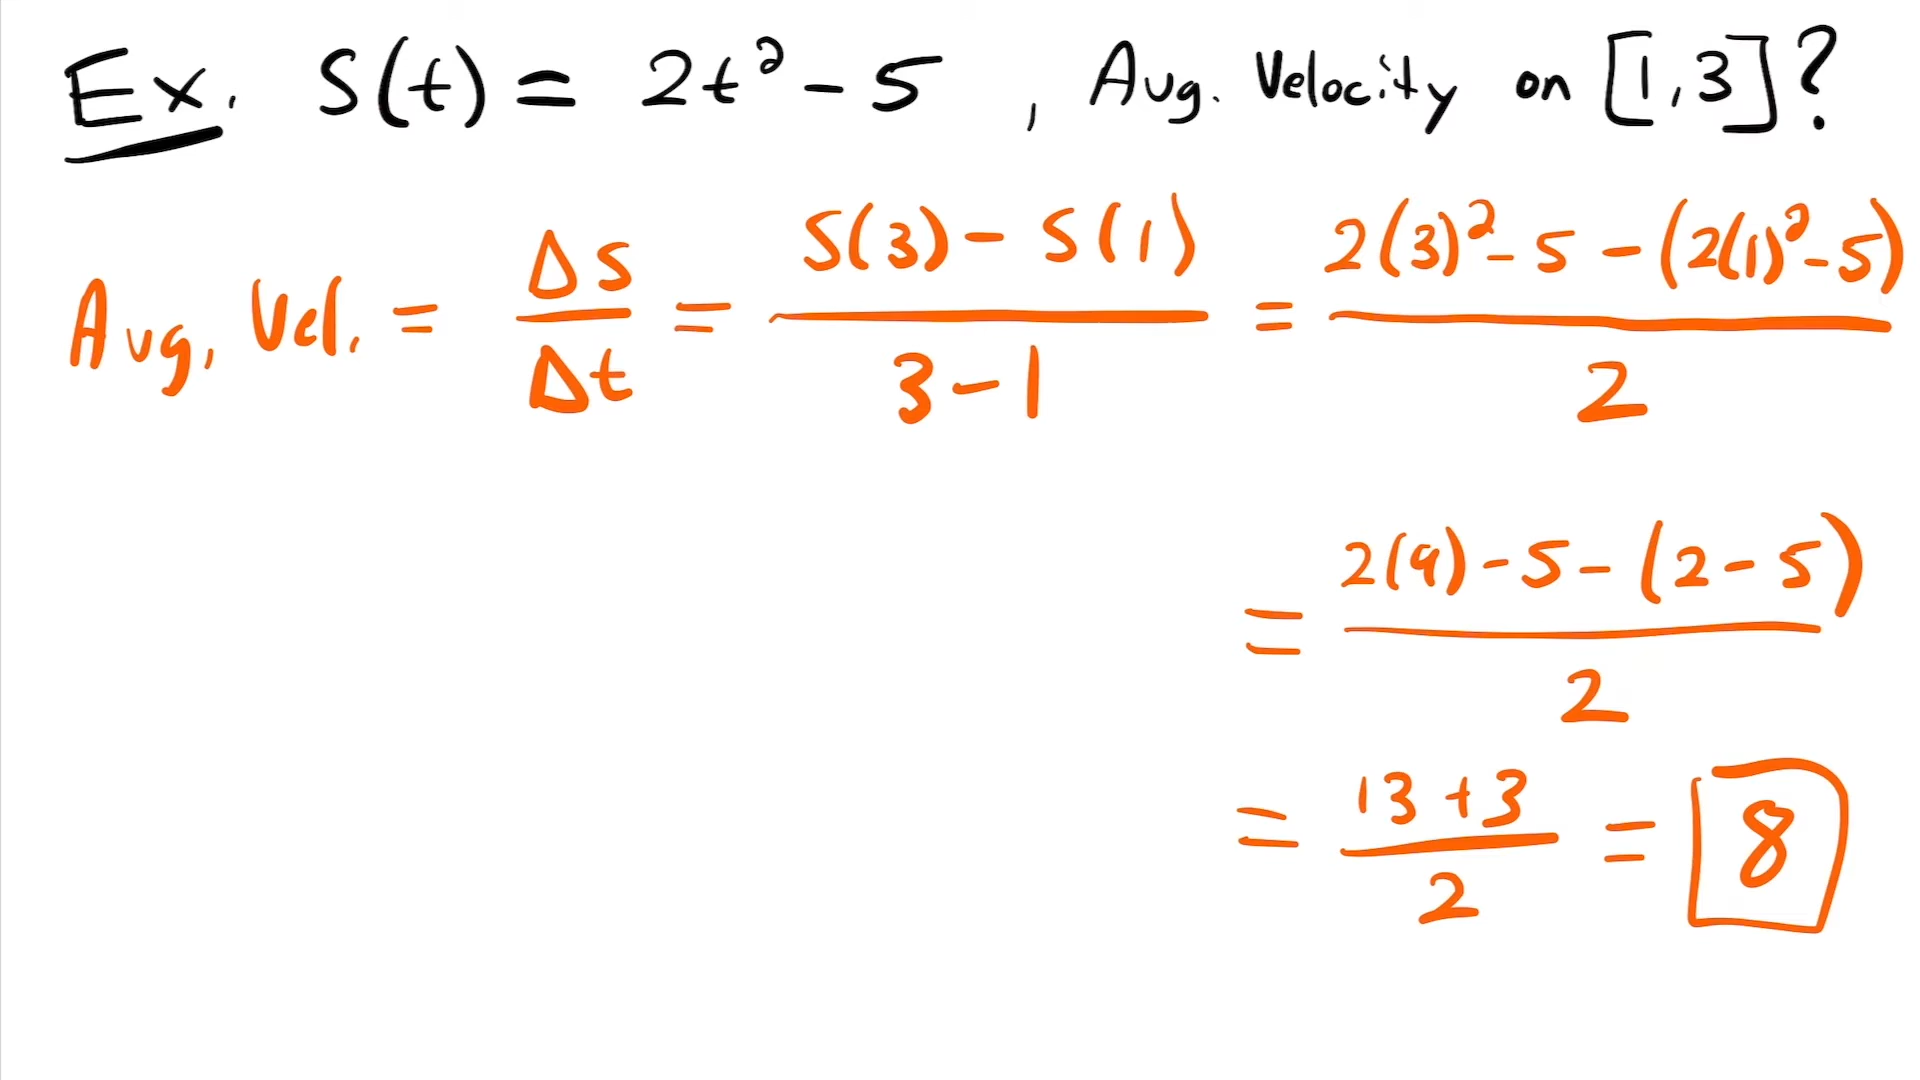 Ex. S(t) = 2t² - 5 , Avg. Velocity on [1,3]?
Avg. Vel. = Δs/Δt = (S(3) - S(1))/(3 - 1) = (2(3)² - 5 - (2(1)² - 5))/2
= (2(9) - 5 - (2 - 5))/2
= (13 + 3)/2 = 8